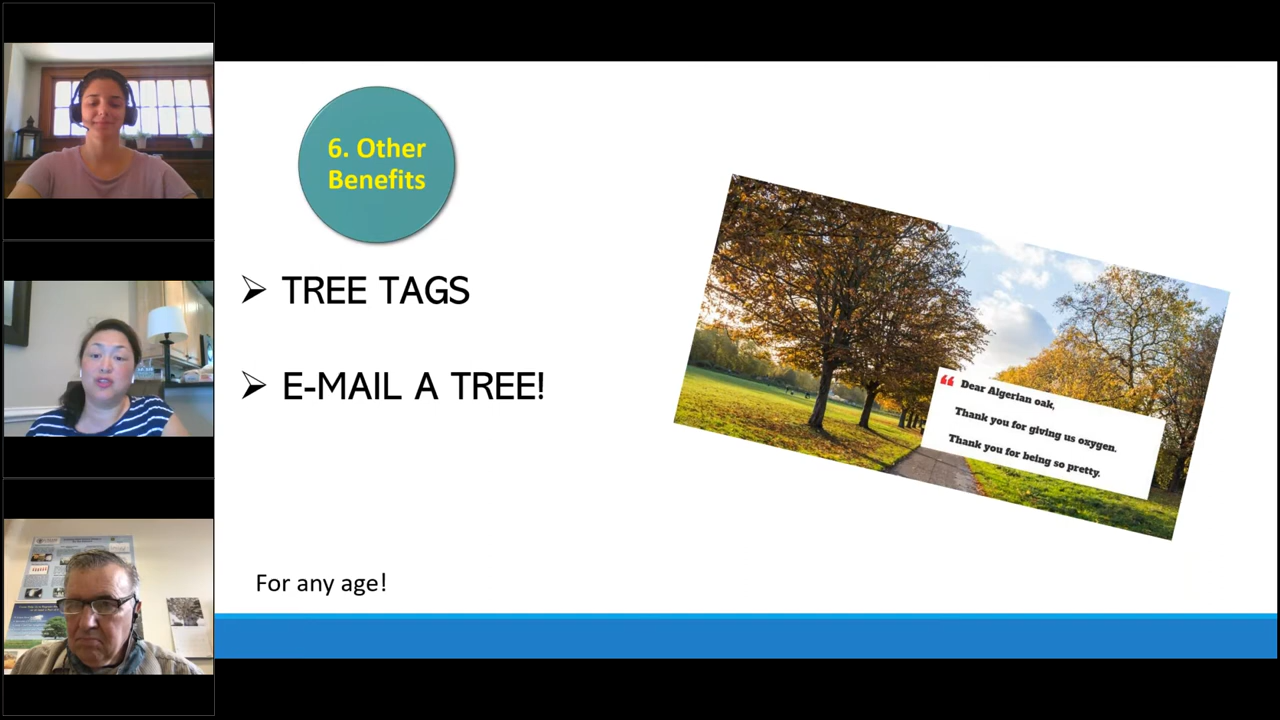 6. Other
Benefits
➢ TREE TAGS
➢ E-MAIL A TREE!
“ Dear Algerian oak,
Thank you for giving us oxygen.
Thank you for being so pretty.
For any age!